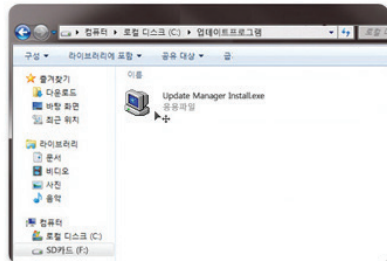 ▸ 컴퓨터 ▸ 로컬 디스크 (C:) ▸ 업데이트프로그램
구성 ▾ 라이브러리에 포함 ▾ 공유 대상 ▾ 굽
이름
즐겨찾기
다운로드
바탕 화면
최근 위치
Update Manager Install.exe
응용파일
라이브러리
문서
비디오
사진
음악
컴퓨터
로컬 디스크 (C:)
SD카드 (F:)